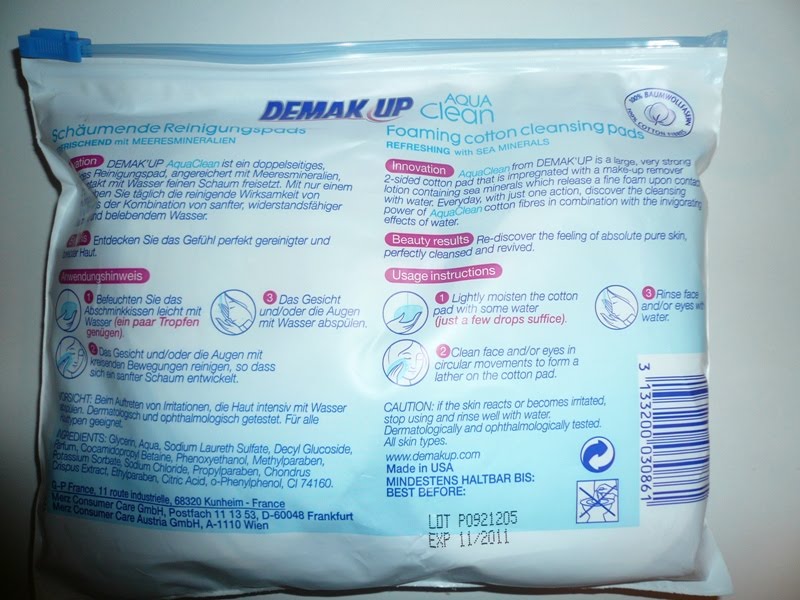 DEMAK UP AQUA clean
100% BAUMWOLLFASERN
100% COTTON FIBRES
Schäumende Reinigungspads
ERFRISCHEND mit MEERESMINERALIEN
DEMAK'UP AquaClean ist ein doppelseitiges,
Reinigungspad, angereichert mit Meeresmineralien,
mit Wasser feinen Schaum freisetzt. Mit nur einem
Sie täglich die reinigende Wirksamkeit von
der Kombination von sanfter, widerstandsfähiger
und belebendem Wasser.
Entdecken Sie das Gefühl perfekt gereinigter und
Haut.
Anwendungshinweis
1 Befeuchten Sie das
Abschminkkissen leicht mit
Wasser (ein paar Tropfen
genügen).
2 Das Gesicht und/oder die Augen mit
kreisenden Bewegungen reinigen, so dass
sich ein sanfter Schaum entwickelt.
3 Das Gesicht
und/oder die Augen
mit Wasser abspülen.
VORSICHT: Beim Auftreten von Irritationen, die Haut intensiv mit Wasser
abspülen. Dermatologisch und ophthalmologisch getestet. Für alle
Hauttypen geeignet.
INGREDIENTS: Glycerin, Aqua, Sodium Laureth Sulfate, Decyl Glucoside,
Parfum, Cocamidopropyl Betaine, Phenoxyethanol, Methylparaben,
Potassium Sorbate, Sodium Chloride, Propylparaben, Chondrus
Crispus Extract, Ethylparaben, Citric Acid, o-Phenylphenol, CI 74160.
G-P France, 11 route industrielle, 68320 Kunheim - France
Merz Consumer Care GmbH, Postfach 11 13 53, D-60048 Frankfurt
Merz Consumer Care Austria GmbH, A-1110 Wien
Foaming cotton cleansing pads
REFRESHING with SEA MINERALS
Innovation AquaClean from DEMAK'UP is a large, very strong
2-sided cotton pad that is impregnated with a make-up remover
lotion containing sea minerals which release a fine foam upon contact
with water. Everyday, with just one action, discover the cleansing
power of AquaClean cotton fibres in combination with the invigorating
effects of water.
Beauty results Re-discover the feeling of absolute pure skin,
perfectly cleansed and revived.
Usage instructions
1 Lightly moisten the cotton
pad with some water
(just a few drops suffice).
2 Clean face and/or eyes in
circular movements to form a
lather on the cotton pad.
3 Rinse face
and/or eyes with
water.
CAUTION: if the skin reacts or becomes irritated,
stop using and rinse well with water.
Dermatologically and ophthalmologically tested.
All skin types.
www.demakup.com
Made in USA
MINDESTENS HALTBAR BIS:
BEST BEFORE:
LOT P0921205
EXP 11/2011
3 133200 030861